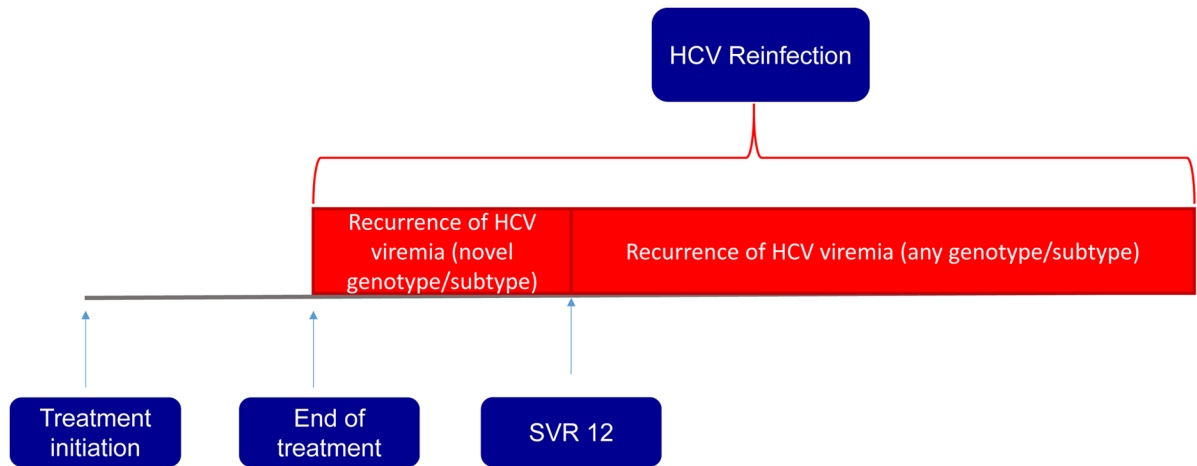 HCV Reinfection
Recurrence of HCV
viremia (novel
genotype/subtype)
Recurrence of HCV viremia (any genotype/subtype)
Treatment
initiation
End of
treatment
SVR 12